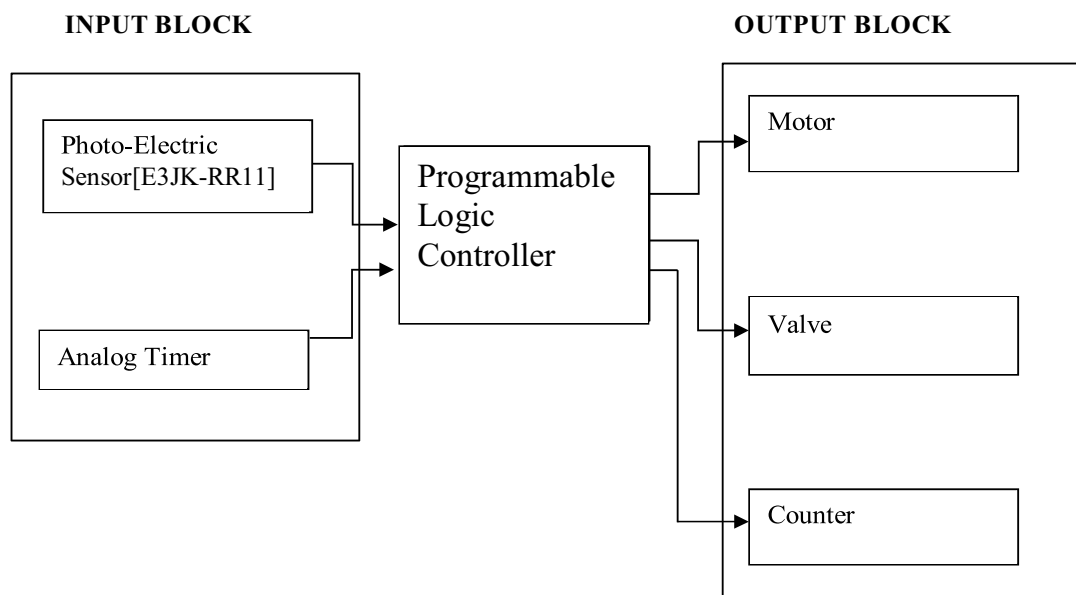 INPUT BLOCK
OUTPUT BLOCK
Photo-Electric
Sensor[E3JK-RR11]
Analog Timer
Programmable
Logic
Controller
Motor
Valve
Counter